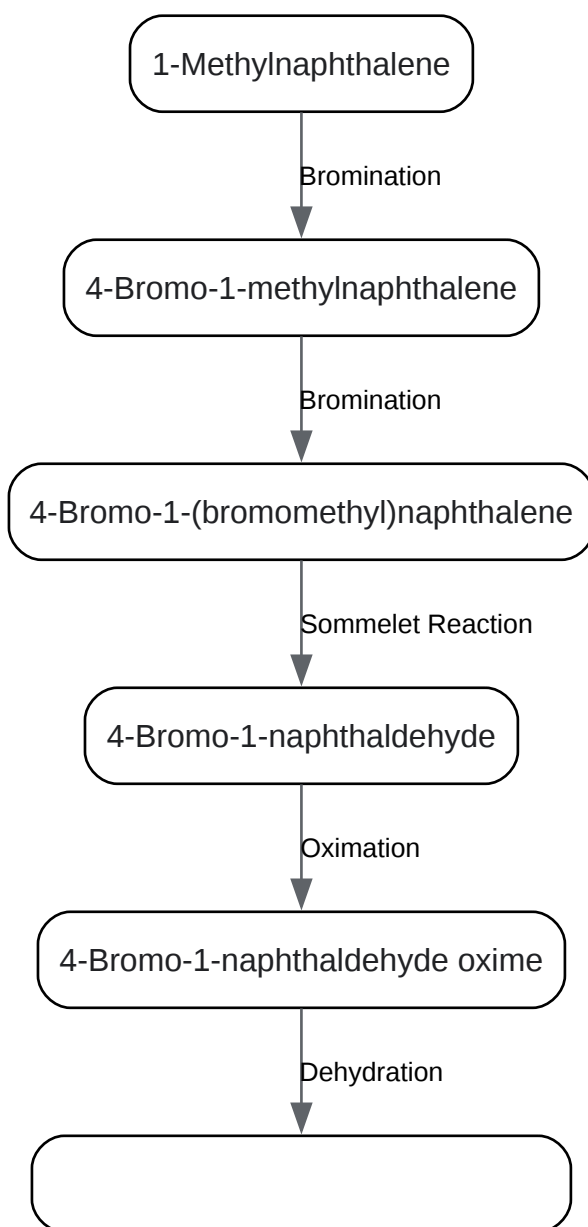 1-Methylnaphthalene
Bromination
4-Bromo-1-methylnaphthalene
Bromination
4-Bromo-1-(bromomethyl)naphthalene
Sommelet Reaction
4-Bromo-1-naphthaldehyde
Oximation
4-Bromo-1-naphthaldehyde oxime
Dehydration